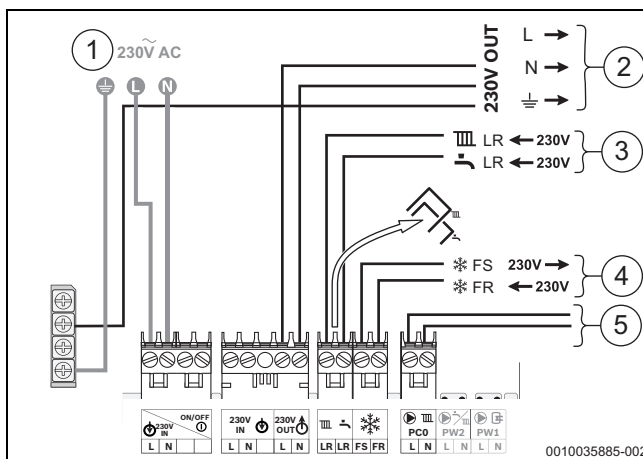 1
230V AC
L
N
230V OUT
L
N
2
LR 230V
LR 230V
3
FS 230V
FR 230V
4
5
230V IN
ON/OFF
L N
230V IN
230V OUT
L N L N
LR LR FS FR
PC0
L N
PW2
L N
PW1
L N
0010035885-002